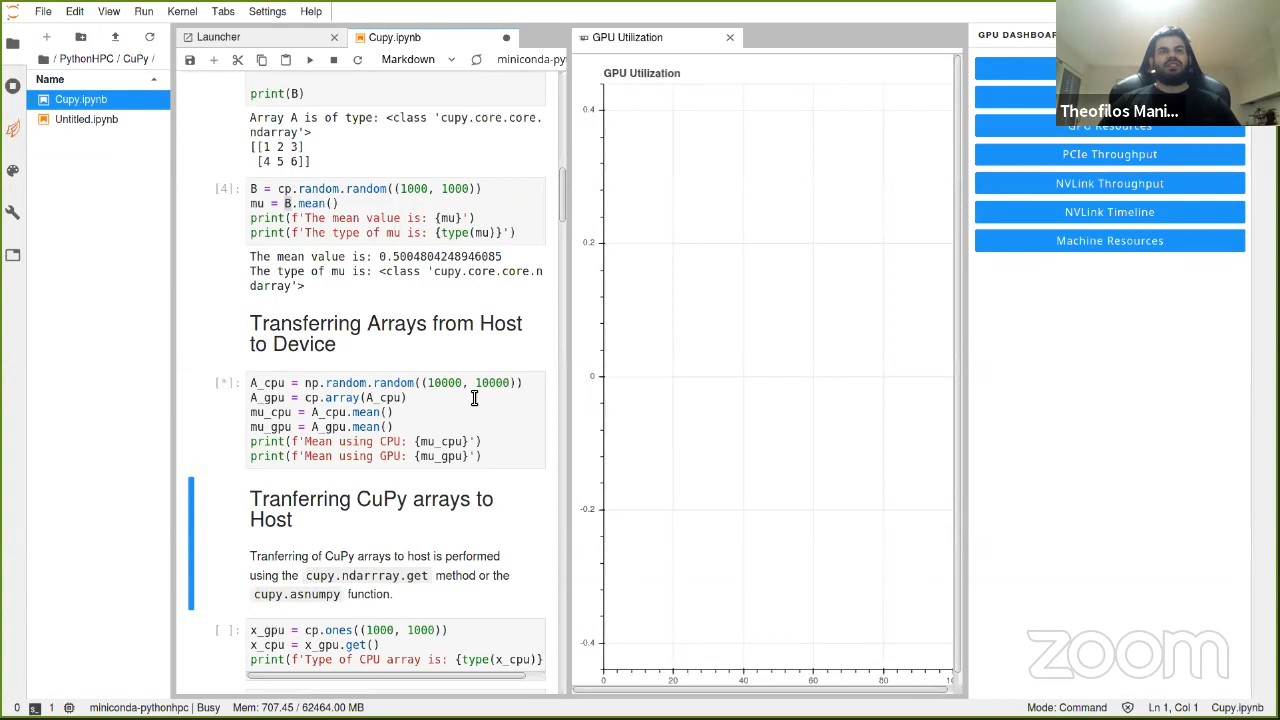 File Edit View Run Kernel Tabs Settings Help
Launcher
Cupy.ipynb
GPU Utilization
GPU DASHBOA
/ PythonHPC / CuPy /
Markdown
miniconda-py
Name
Cupy.ipynb
Untitled.ipynb
print(B)
Array A is of type: <class 'cupy.core.core.
ndarray'>
[[1 2 3]
[4 5 6]]
[4]:
B = cp.random.random((1000, 1000))
mu = B.mean()
print(f'The mean value is: {mu}')
print(f'The type of mu is: {type(mu)}')
The mean value is: 0.5004804248946085
The type of mu is: <class 'cupy.core.core.n
darray'>
Transferring Arrays from Host
to Device
[*]:
A_cpu = np.random.random((10000, 10000))
A_gpu = cp.array(A_cpu)
mu_cpu = A_cpu.mean()
mu_gpu = A_gpu.mean()
print(f'Mean using CPU: {mu_cpu}')
print(f'Mean using GPU: {mu_gpu}')
Tranferring CuPy arrays to
Host
Tranferring of CuPy arrays to host is performed
using the cupy.ndarrray.get method or the
cupy.asnumpy function.
[ ]:
x_gpu = cp.ones((1000, 1000))
x_cpu = x_gpu.get()
print(f'Type of CPU array is: {type(x_cpu)}
GPU Utilization
0.4
0.2
0
-0.2
-0.4
0 20 40 60 80
Theofilos Mani...
GPU Resources
PCIe Throughput
NVLink Throughput
NVLink Timeline
Machine Resources
zoom
0 1 miniconda-pythonhpc | Busy Mem: 707.45 / 62464.00 MB
Mode: Command Ln 1, Col 1 Cupy.ipynb